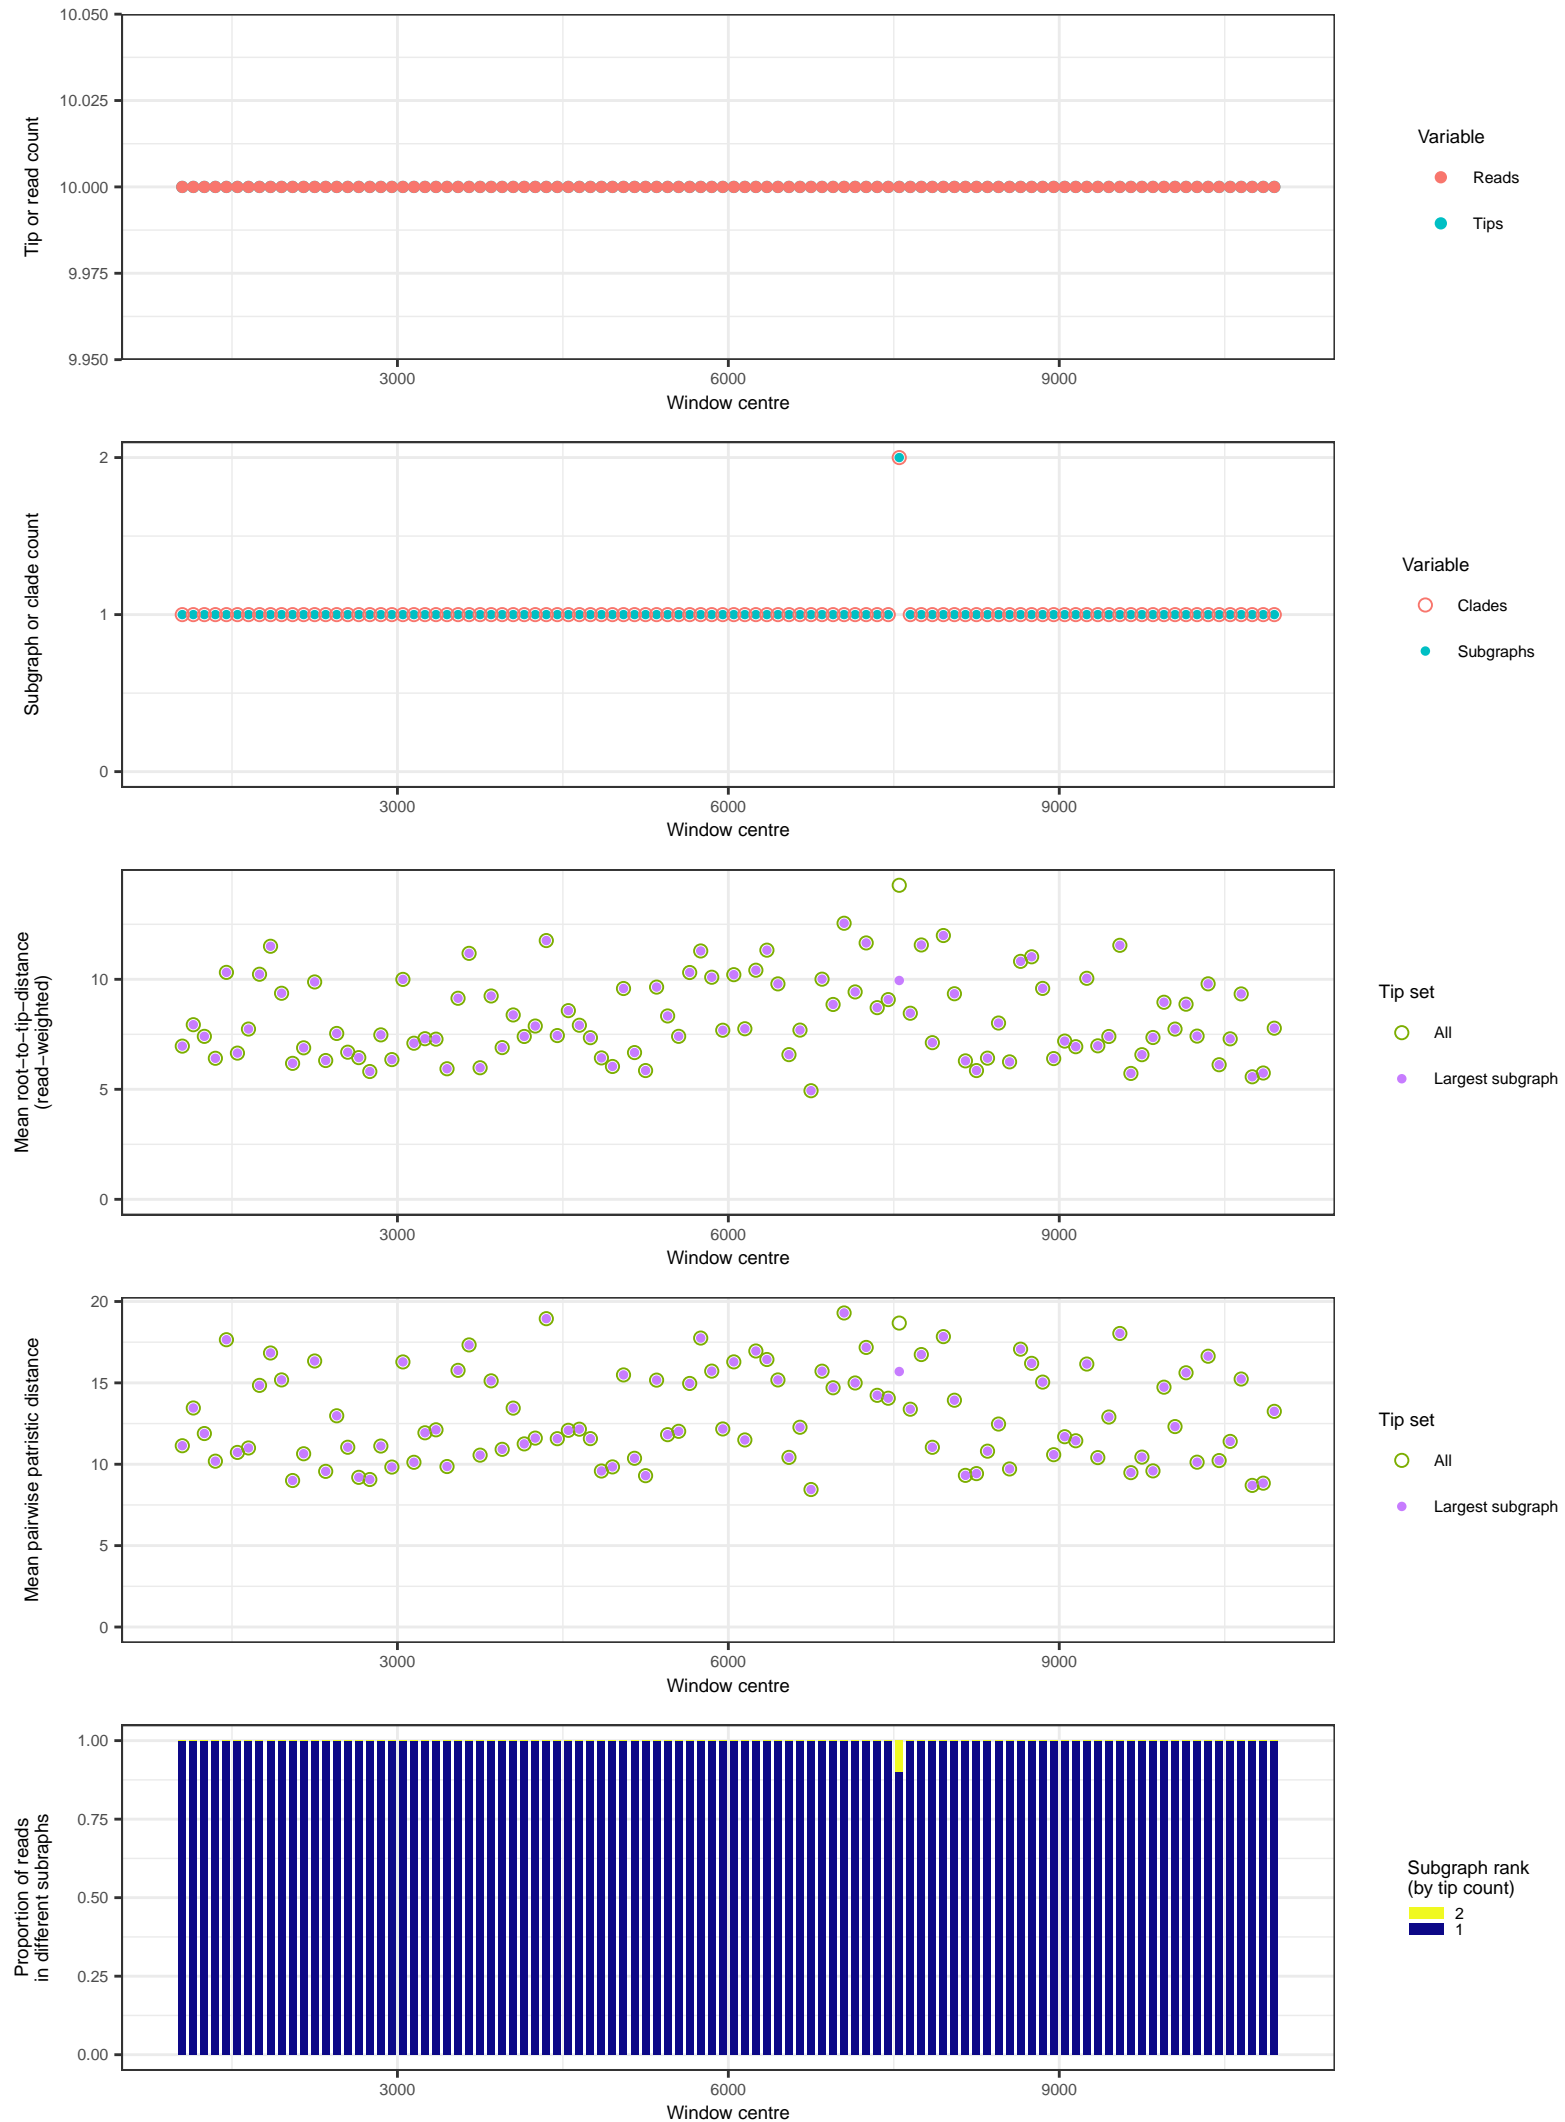 10.050
10.025
10.000
9.975
9.950
Tip or read count
3000 6000 9000
Window centre
Variable
Reads
Tips
2
1
0
Subgraph or clade count
3000 6000 9000
Window centre
Variable
Clades
Subgraphs
10
5
0
Mean root−to−tip−distance
(read−weighted)
3000 6000 9000
Window centre
Tip set
All
Largest subgraph
20
15
10
5
0
Mean pairwise patristic distance
3000 6000 9000
Window centre
Tip set
All
Largest subgraph
1.00
0.75
0.50
0.25
0.00
Proportion of reads
in different subraphs
3000 6000 9000
Window centre
Subgraph rank
(by tip count)
2
1